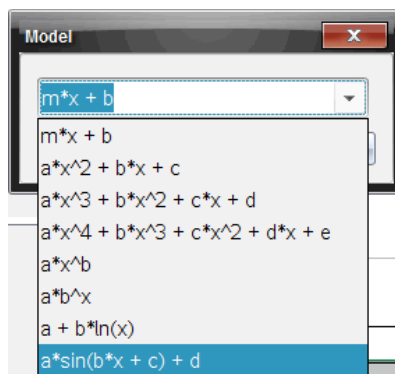 Model
m*x + b
m*x + b
a*x^2 + b*x + c
a*x^3 + b*x^2 + c*x + d
a*x^4 + b*x^3 + c*x^2 + d*x + e
a*x^b
a*b^x
a + b*ln(x)
a*sin(b*x + c) + d